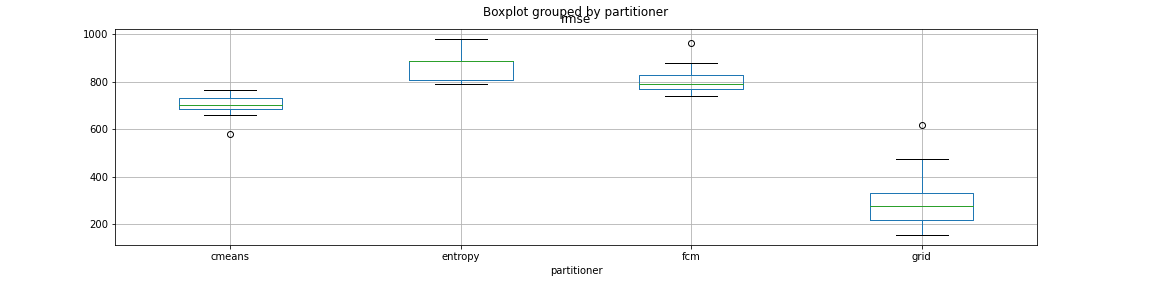 Boxplot grouped by partitioner
rmse
1000
800
600
400
200
cmeans entropy fcm grid
partitioner